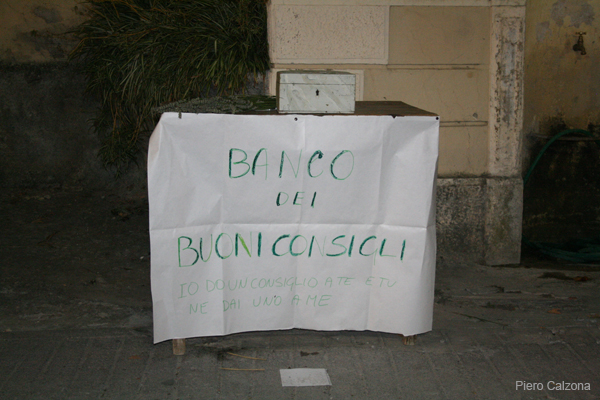 BANCO
DEI
BUONI CONSIGLI
IO DO UN CONSIGLIO A TE E TU
NE DAI UNO A ME
Piero Calzona